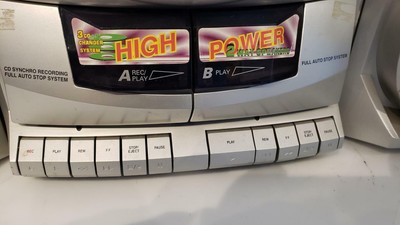 3 CD
CHANGER
SYSTEM
HIGH
POWER
CD SYNCHRO RECORDING
FULL AUTO STOP SYSTEM
A REC/
PLAY
B PLAY
FULL AUTO STOP SYSTEM
REC PLAY REW F.F STOP/
EJECT PAUSE
PLAY REW F.F STOP/
EJECT PAUSE